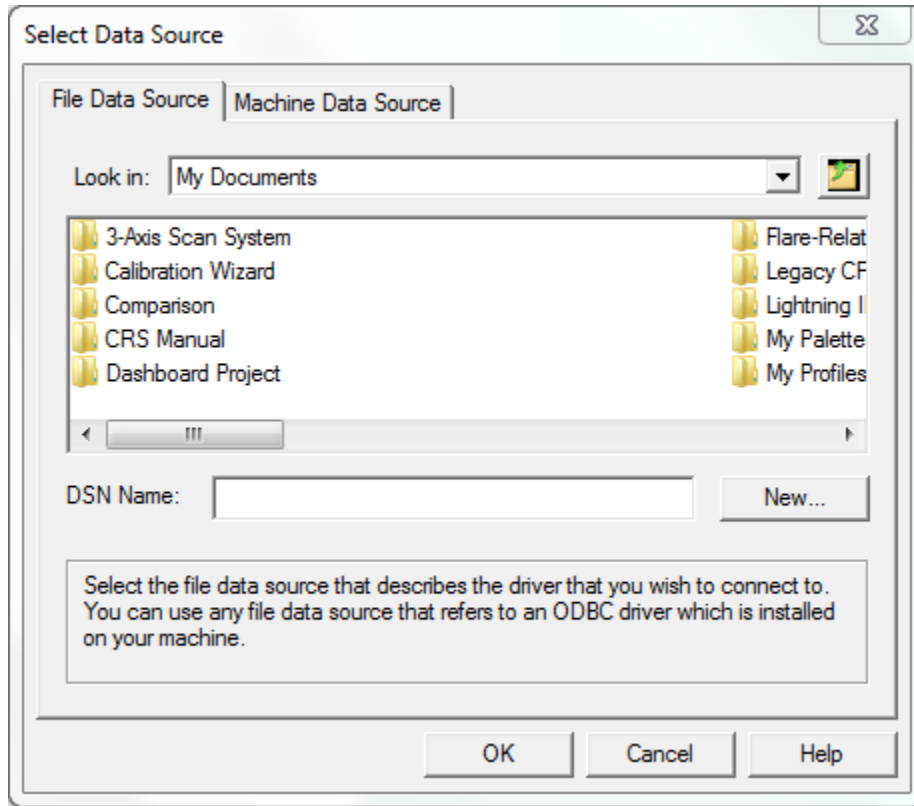 Select Data Source
File Data Source
Machine Data Source
Look in:
My Documents
3-Axis Scan System
Calibration Wizard
Comparison
CRS Manual
Dashboard Project
Flare-Relat
Legacy CF
Lightning I
My Palette
My Profiles
DSN Name:
New...
Select the file data source that describes the driver that you wish to connect to.
You can use any file data source that refers to an ODBC driver which is installed
on your machine.
OK
Cancel
Help